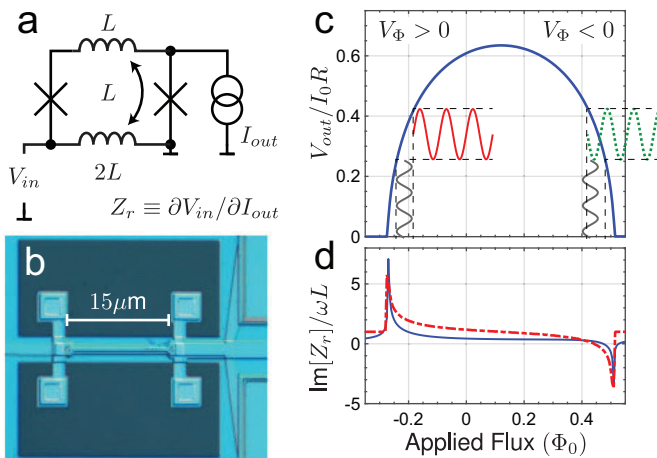 a
L
L
2L
V_in
I_out
Z_r ≡ ∂V_in/∂I_out
b
15μm
c
V_Φ > 0
V_Φ < 0
V_out/I_0R
0.6
0.4
0.2
0
d
Im[Z_r]/ωL
5
0
-5
-0.2
0
0.2
0.4
Applied Flux (Φ_0)